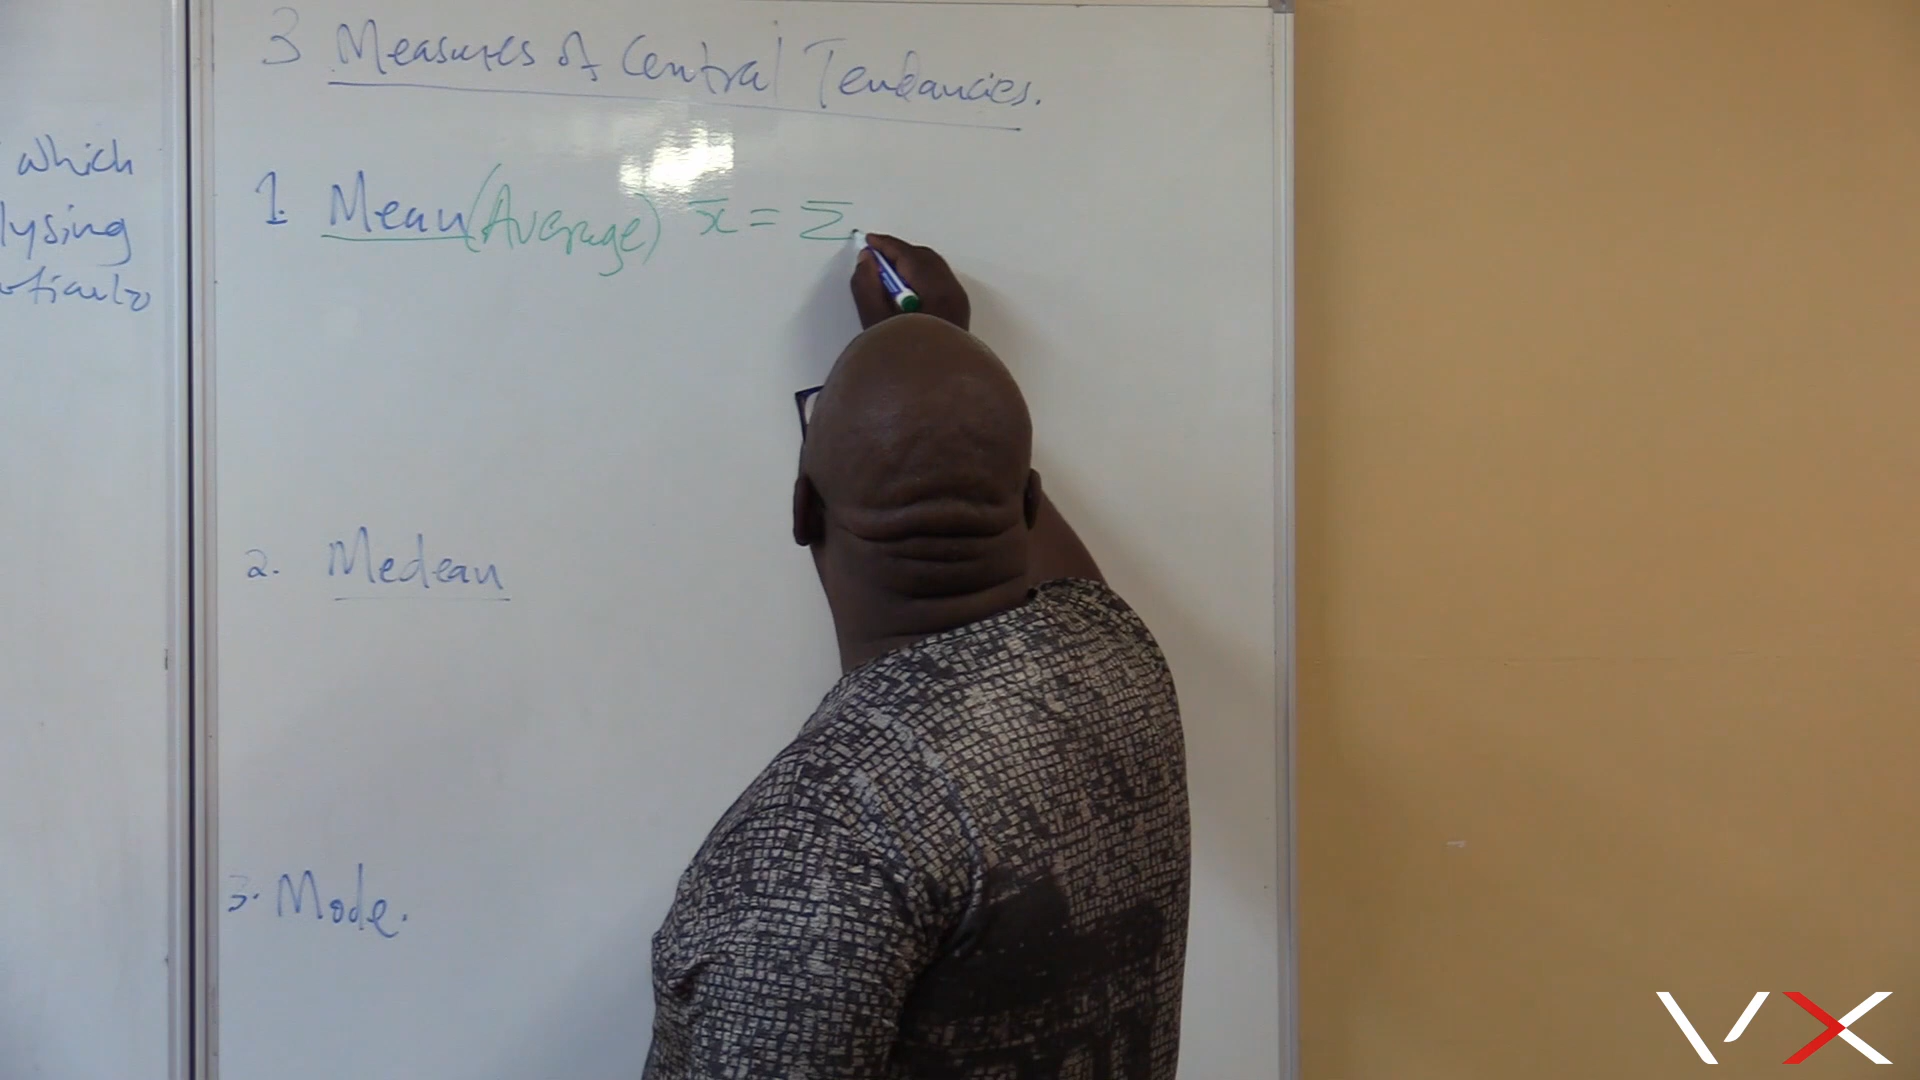 which
lysing
3 Measures of Central Tendancies.
1. Mean (Average) x̄ = Σ
2. Medean
3. Mode.
VX